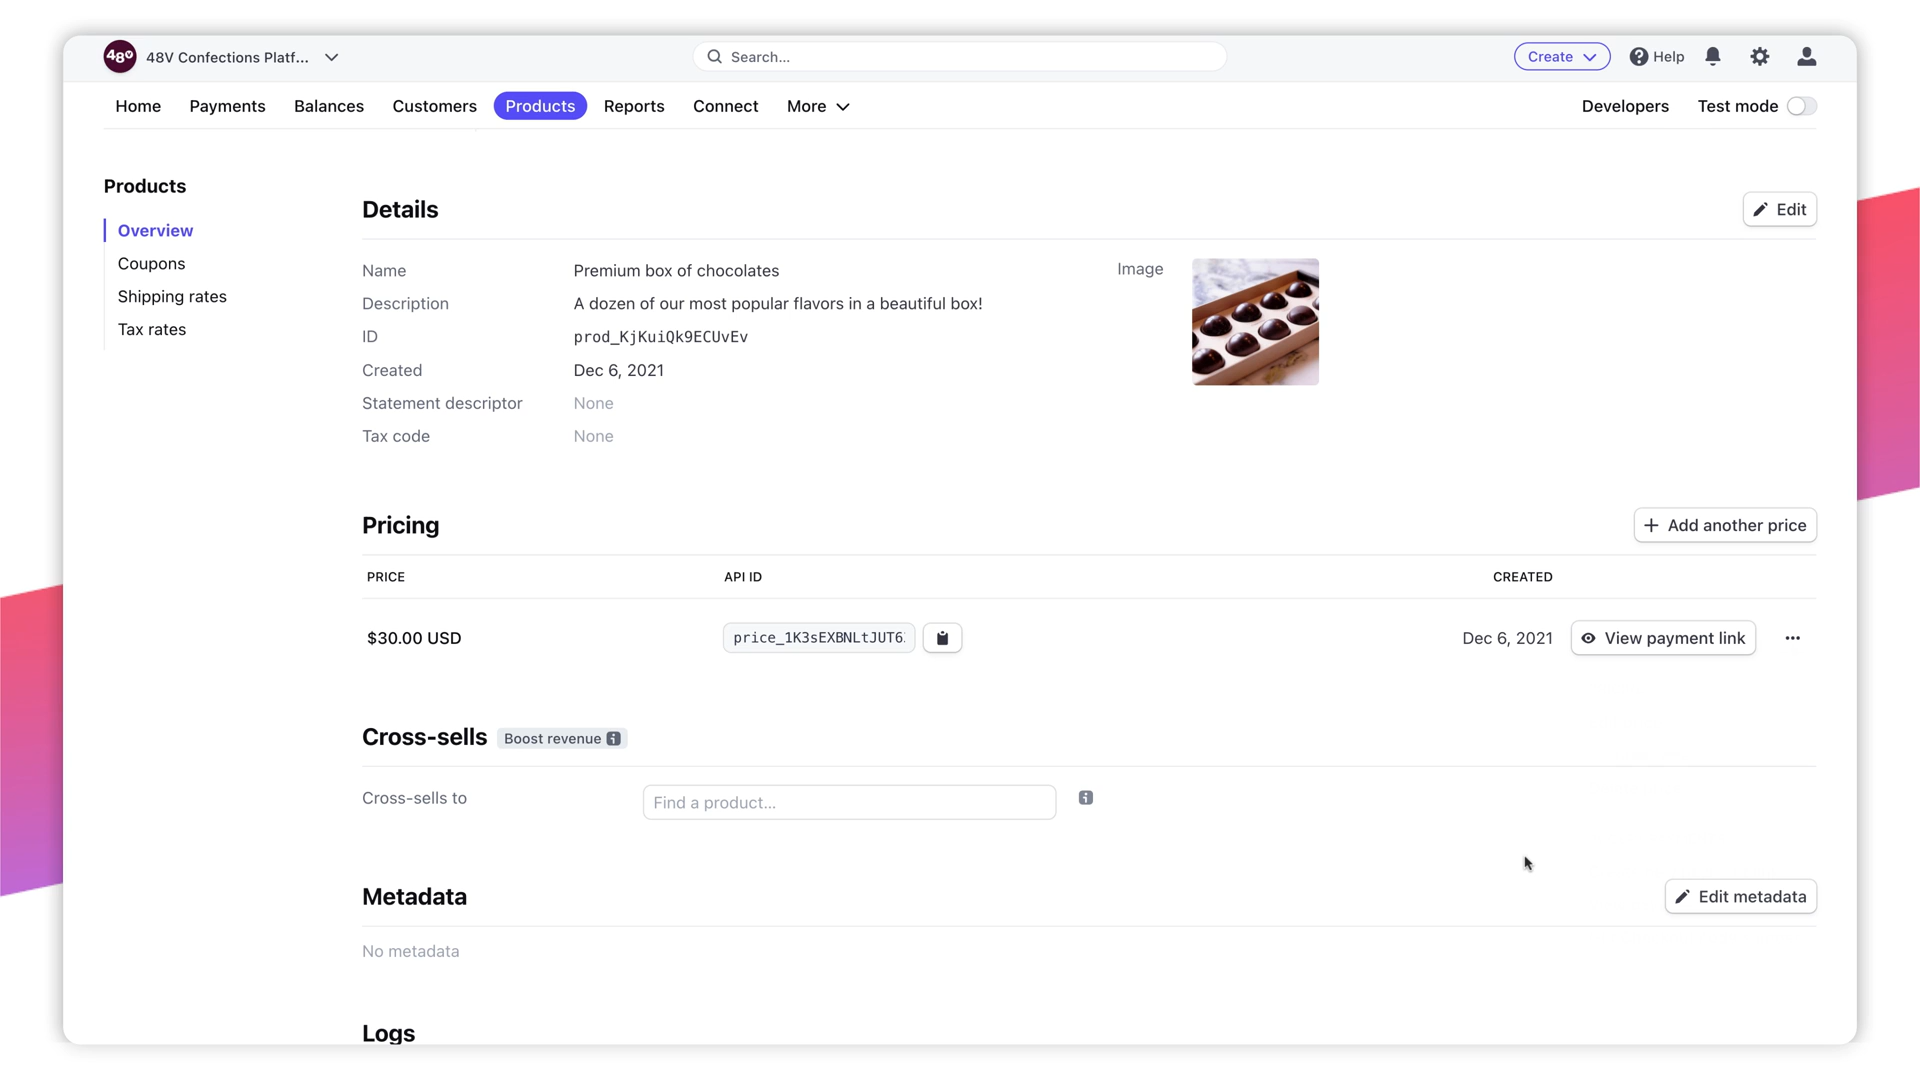 48V 48V Confections Platf...
Search...
Create
Help
Home Payments Balances Customers Products Reports Connect More
Developers Test mode
Products
Overview
Coupons
Shipping rates
Tax rates
Details
Edit
Name Premium box of chocolates
Image
Description A dozen of our most popular flavors in a beautiful box!
ID prod_KjKuiQk9ECUvEv
Created Dec 6, 2021
Statement descriptor None
Tax code None
Pricing
Add another price
PRICE API ID CREATED
$30.00 USD price_1K3sEXBNLtJUT6 Dec 6, 2021 View payment link
Cross-sells Boost revenue
Cross-sells to Find a product...
Metadata
Edit metadata
No metadata
Logs